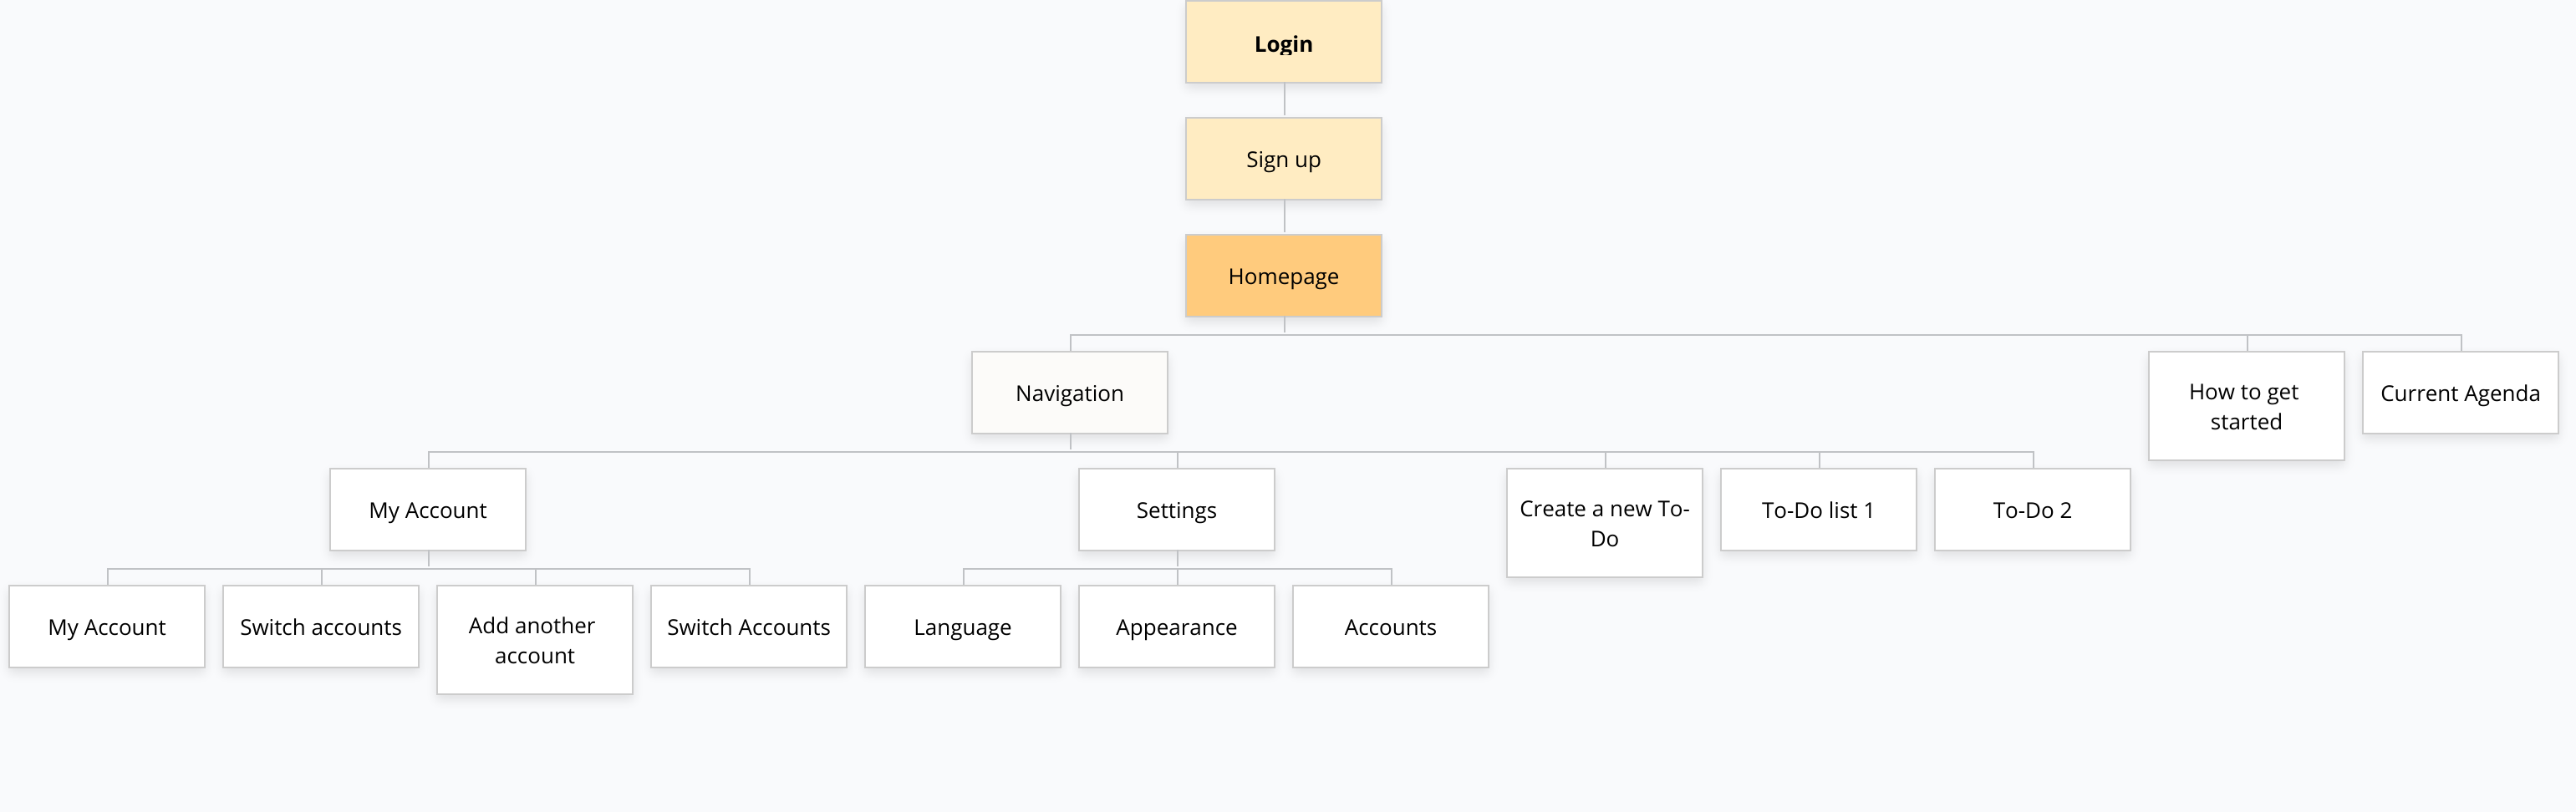 Login
Sign up
Homepage
Navigation
How to get
started
Current Agenda
My Account
Settings
Create a new To-
Do
To-Do list 1
To-Do 2
My Account
Switch accounts
Add another
account
Switch Accounts
Language
Appearance
Accounts